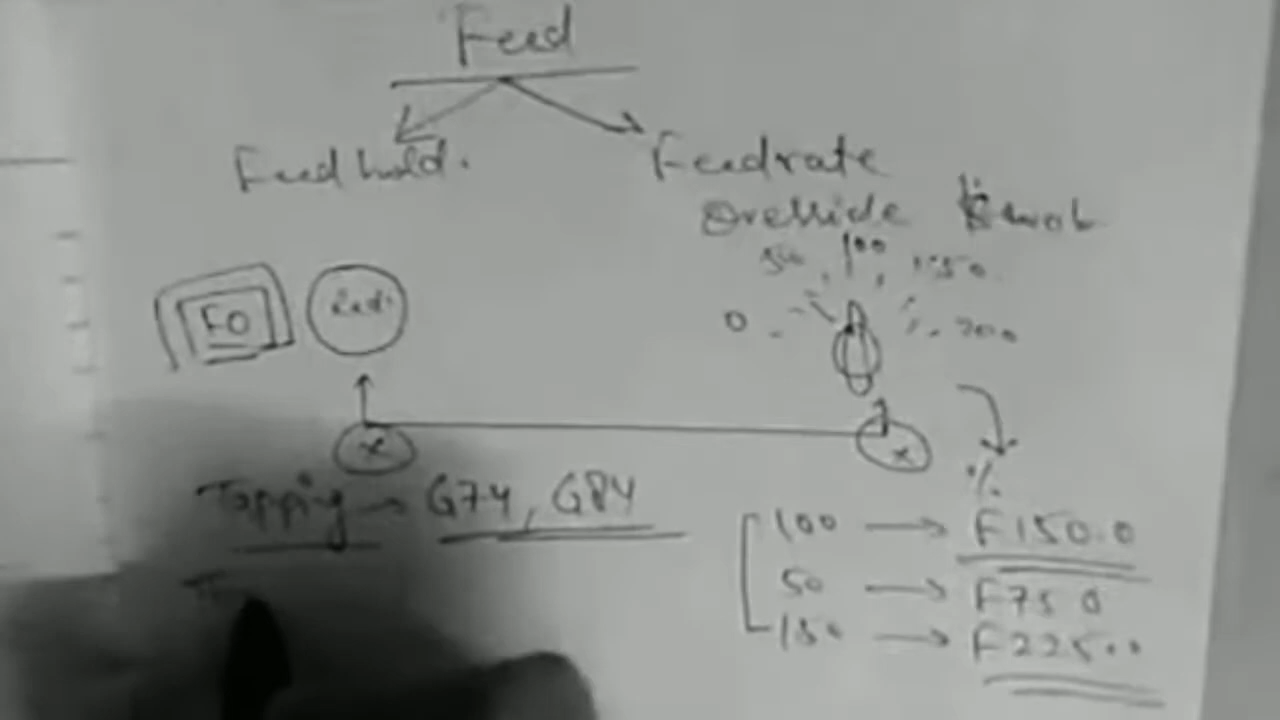 Feed
Feed hold.
Feedrate
Override Knob
50 100 150
0 200
FO Red.
x x
Tapping → G74, G84
%
100 → F150.0
50 → F75 0
150 → F225.0